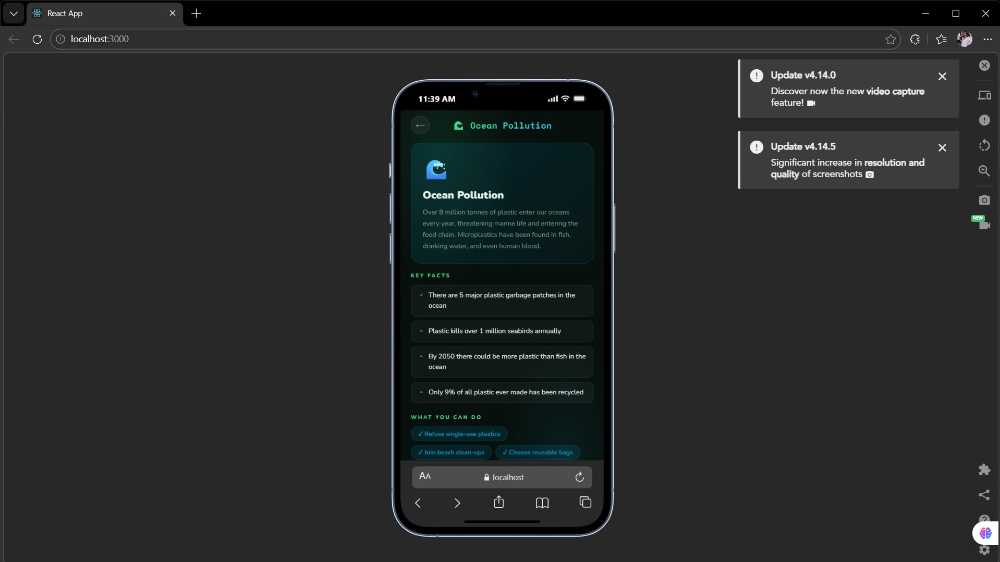 React App
localhost:3000
Update v4.14.0
Discover now the new video capture
feature!
Update v4.14.5
Significant increase in resolution and
quality of screenshots
NEW
11:39 AM
← Ocean Pollution
Ocean Pollution
Over 8 million tonnes of plastic enter our oceans
every year, threatening marine life and entering the
food chain. Microplastics have been found in fish,
drinking water, and even human blood.
KEY FACTS
▸ There are 5 major plastic garbage patches in the
ocean
▸ Plastic kills over 1 million seabirds annually
▸ By 2050 there could be more plastic than fish in the
ocean
▸ Only 9% of all plastic ever made has been recycled
WHAT YOU CAN DO
✓ Refuse single-use plastics
✓ Join beach clean-ups ✓ Choose reusable bags
AA localhost